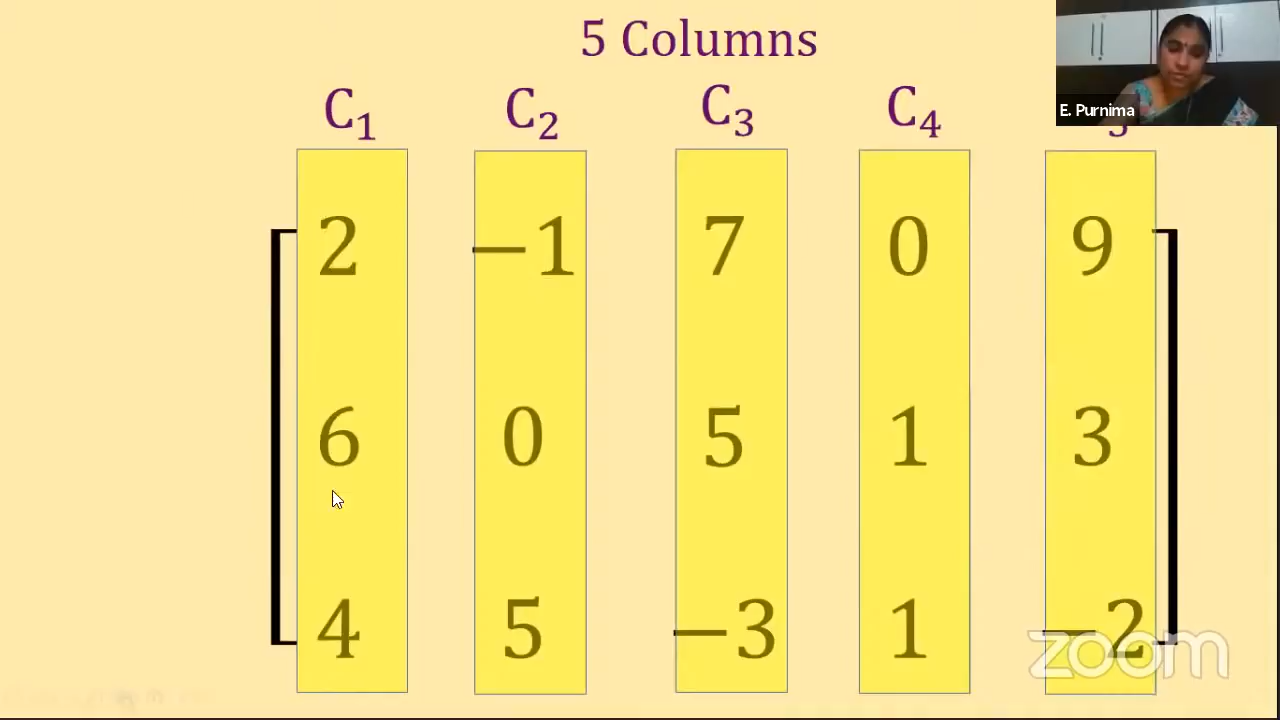 5 Columns
E. Purnima
C₁ C₂ C₃ C₄ ₅
2 −1 7 0 9
6 0 5 1 3
4 5 −3 1 −2
zoom